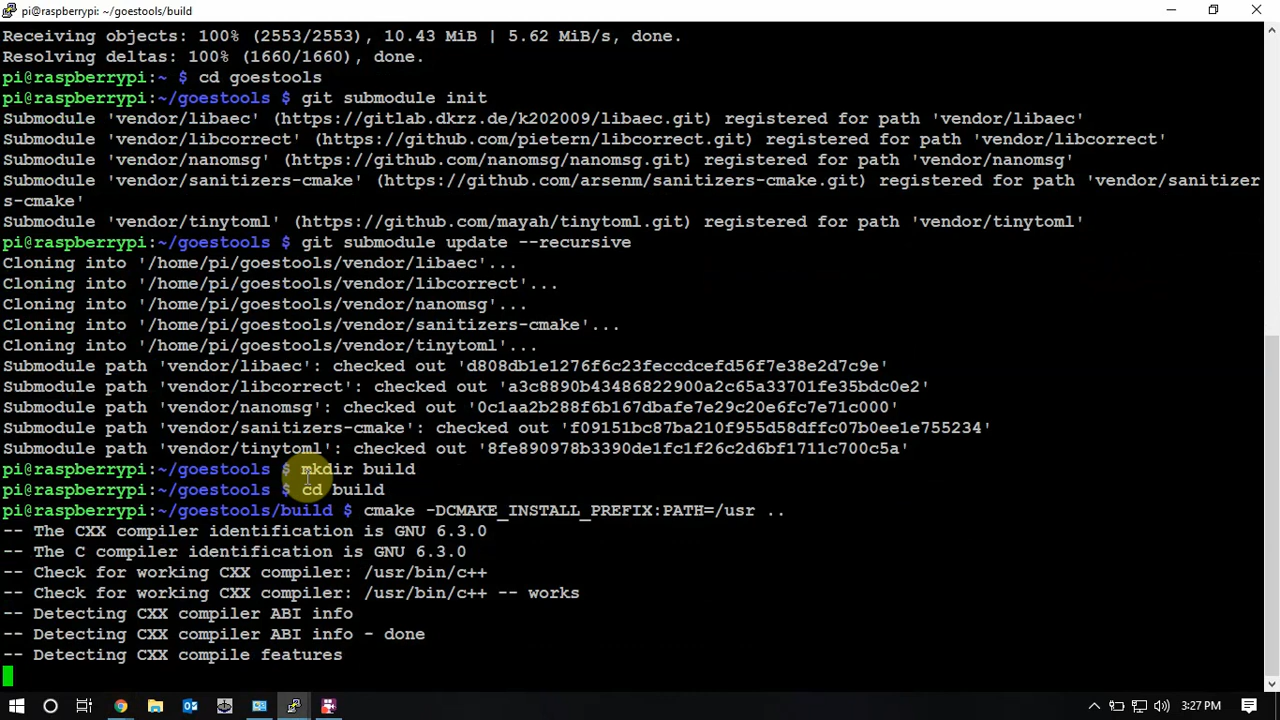 pi@raspberrypi: ~/goestools/build
Receiving objects: 100% (2553/2553), 10.43 MiB | 5.62 MiB/s, done.
Resolving deltas: 100% (1660/1660), done.
pi@raspberrypi:~ $ cd goestools
pi@raspberrypi:~/goestools $ git submodule init
Submodule 'vendor/libaec' (https://gitlab.dkrz.de/k202009/libaec.git) registered for path 'vendor/libaec'
Submodule 'vendor/libcorrect' (https://github.com/pietern/libcorrect.git) registered for path 'vendor/libcorrect'
Submodule 'vendor/nanomsg' (https://github.com/nanomsg/nanomsg.git) registered for path 'vendor/nanomsg'
Submodule 'vendor/sanitizers-cmake' (https://github.com/arsenm/sanitizers-cmake.git) registered for path 'vendor/sanitizer
s-cmake'
Submodule 'vendor/tinytoml' (https://github.com/mayah/tinytoml.git) registered for path 'vendor/tinytoml'
pi@raspberrypi:~/goestools $ git submodule update --recursive
Cloning into '/home/pi/goestools/vendor/libaec'...
Cloning into '/home/pi/goestools/vendor/libcorrect'...
Cloning into '/home/pi/goestools/vendor/nanomsg'...
Cloning into '/home/pi/goestools/vendor/sanitizers-cmake'...
Cloning into '/home/pi/goestools/vendor/tinytoml'...
Submodule path 'vendor/libaec': checked out 'd808db1e1276f6c23feccdcefd56f7e38e2d7c9e'
Submodule path 'vendor/libcorrect': checked out 'a3c8890b43486822900a2c65a33701fe35bdc0e2'
Submodule path 'vendor/nanomsg': checked out '0c1aa2b288f6b167dbafe7e29c20e6fc7e71c000'
Submodule path 'vendor/sanitizers-cmake': checked out 'f09151bc87ba210f955d58dffc07b0ee1e755234'
Submodule path 'vendor/tinytoml': checked out '8fe890978b3390de1fc1f26c2d6bf1711c700c5a'
pi@raspberrypi:~/goestools $ mkdir build
pi@raspberrypi:~/goestools $ cd build
pi@raspberrypi:~/goestools/build $ cmake -DCMAKE_INSTALL_PREFIX:PATH=/usr ..
-- The CXX compiler identification is GNU 6.3.0
-- The C compiler identification is GNU 6.3.0
-- Check for working CXX compiler: /usr/bin/c++
-- Check for working CXX compiler: /usr/bin/c++ -- works
-- Detecting CXX compiler ABI info
-- Detecting CXX compiler ABI info - done
-- Detecting CXX compile features
3:27 PM